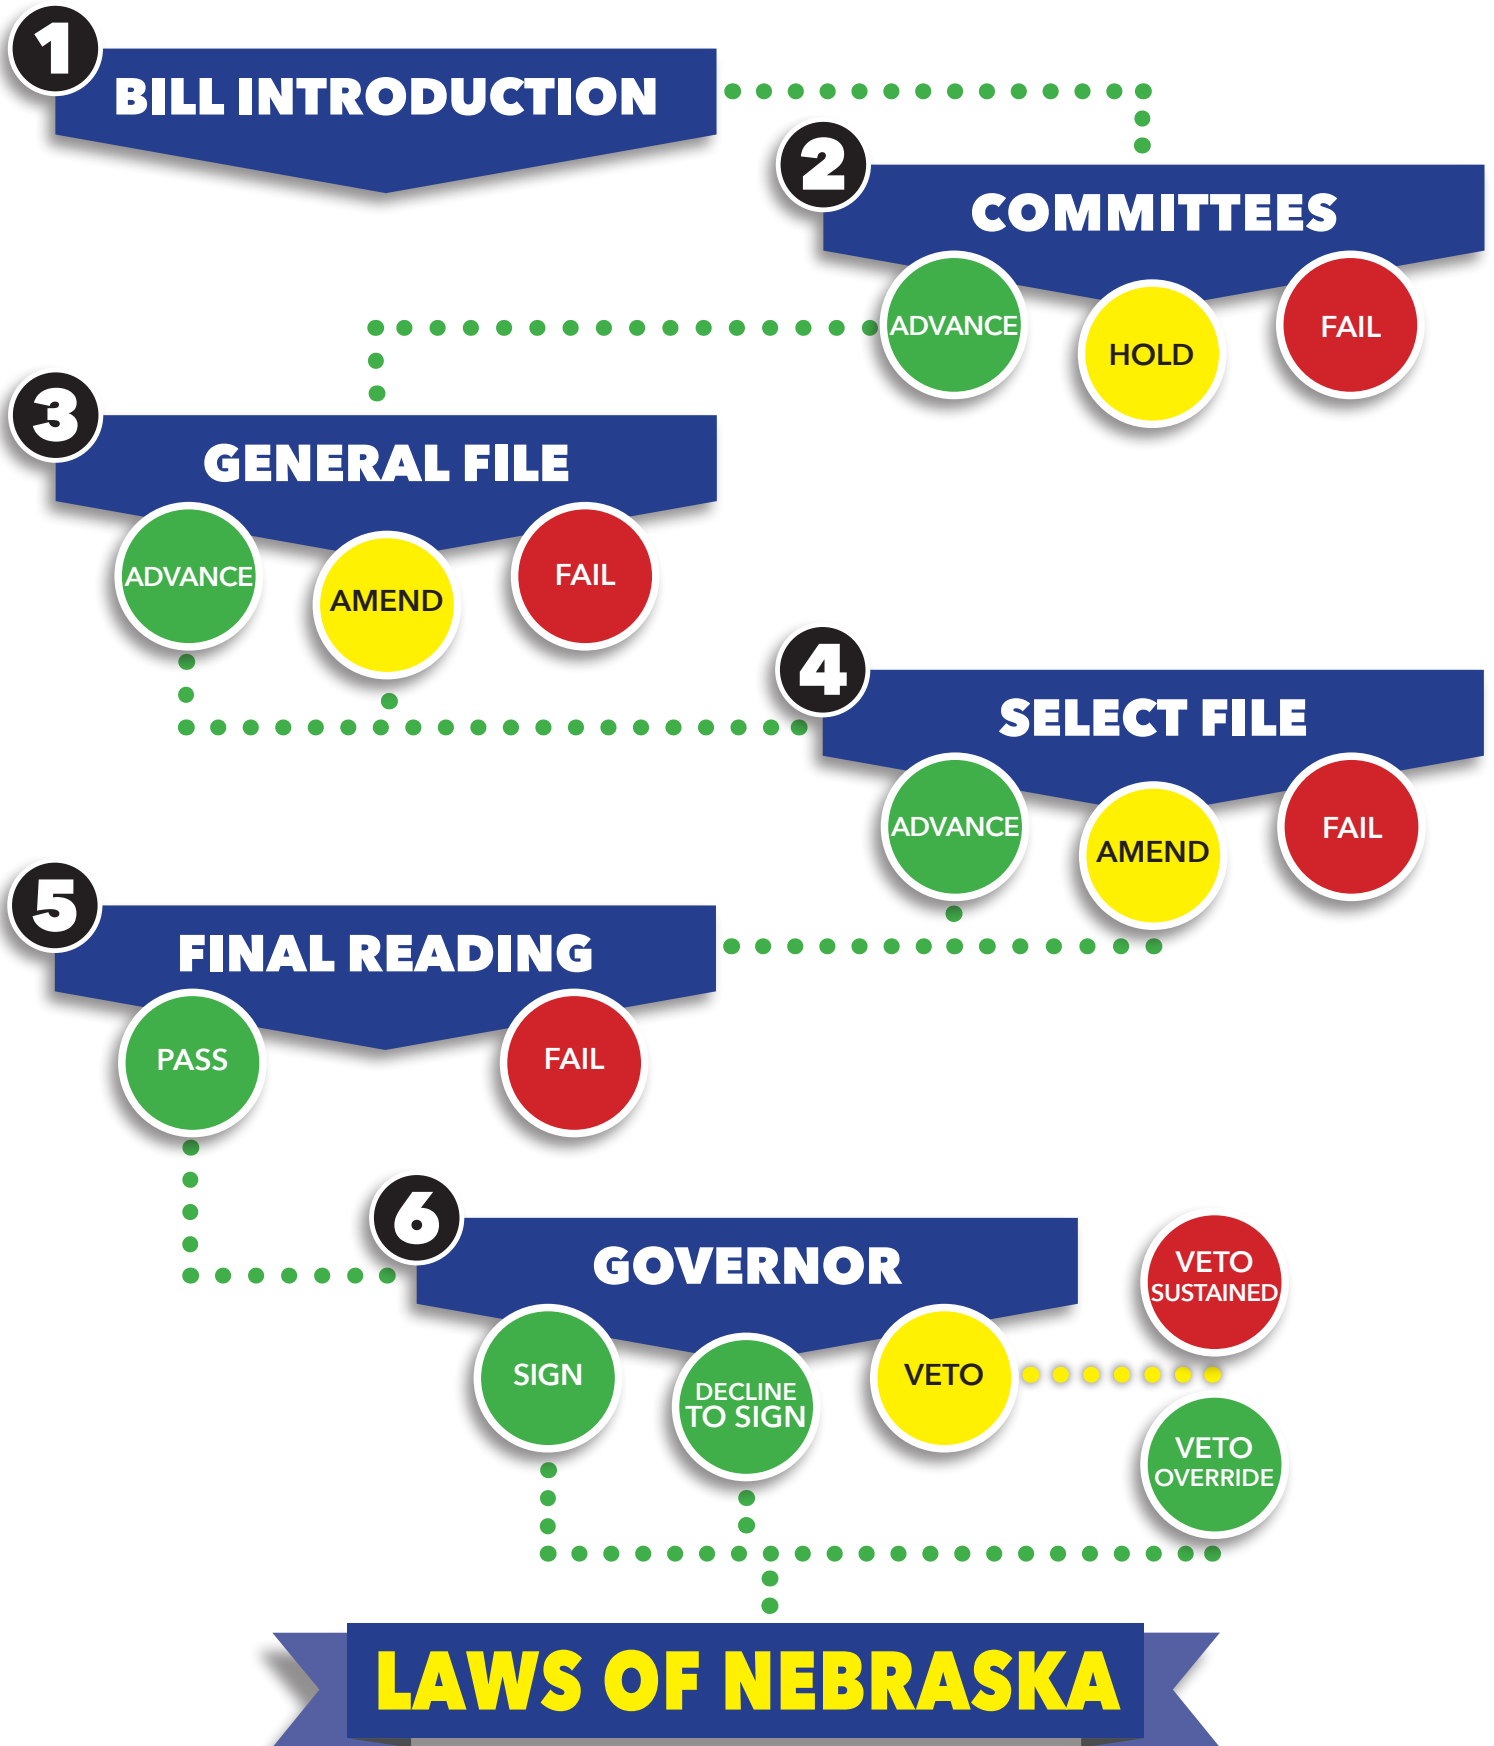 1
BILL INTRODUCTION
2
COMMITTEES
ADVANCE
HOLD
FAIL
3
GENERAL FILE
ADVANCE
AMEND
FAIL
4
SELECT FILE
ADVANCE
AMEND
FAIL
5
FINAL READING
PASS
FAIL
6
GOVERNOR
SIGN
DECLINE
TO SIGN
VETO
VETO
SUSTAINED
VETO
OVERRIDE
LAWS OF NEBRASKA